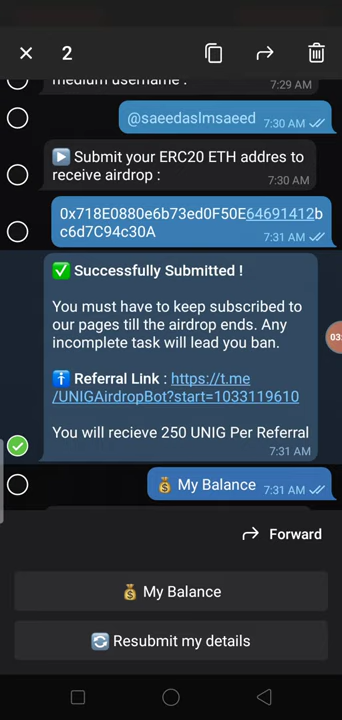 2
medium username :
7:29 AM
@saeedaslmsaeed 7:30 AM
▶️ Submit your ERC20 ETH addres to
receive airdrop :
7:30 AM
0x718E0880e6b73ed0F50E64691412b
c6d7C94c30A
7:31 AM
✅ Successfully Submitted !
You must have to keep subscribed to
our pages till the airdrop ends. Any
incomplete task will lead you ban.
🚹 Referral Link : https://t.me
/UNIGAirdropBot?start=1033119610
You will recieve 250 UNIG Per Referral
7:31 AM
💰 My Balance 7:31 AM
Forward
💰 My Balance
🔄 Resubmit my details